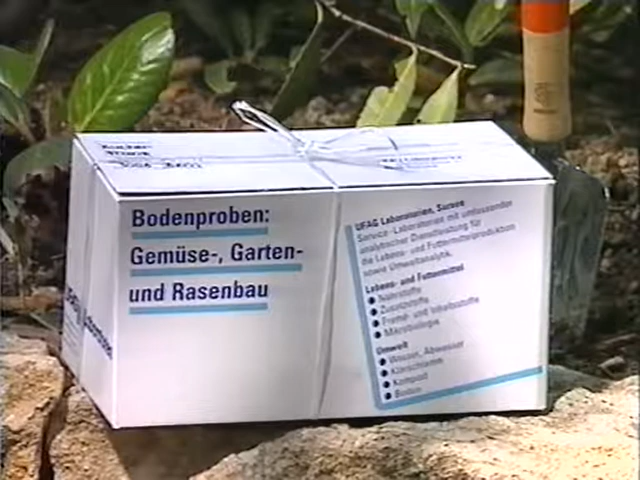 Bodenproben:
Gemüse-, Garten-
und Rasenbau
UFAG Laboratorien, Sursee
Service-Laboratorien mit umfassender
analytischer Dienstleistung für
die Lebens- und Futtermittelproduktion
sowie Umweltanalytik.
Lebens- und Futtermittel
● Nährstoffe
● Zusatzstoffe
● Fremd- und Inhaltsstoffe
● Mikrobiologie
Umwelt
● Wasser, Abwasser
● Klärschlamm
● Kompost
● Boden